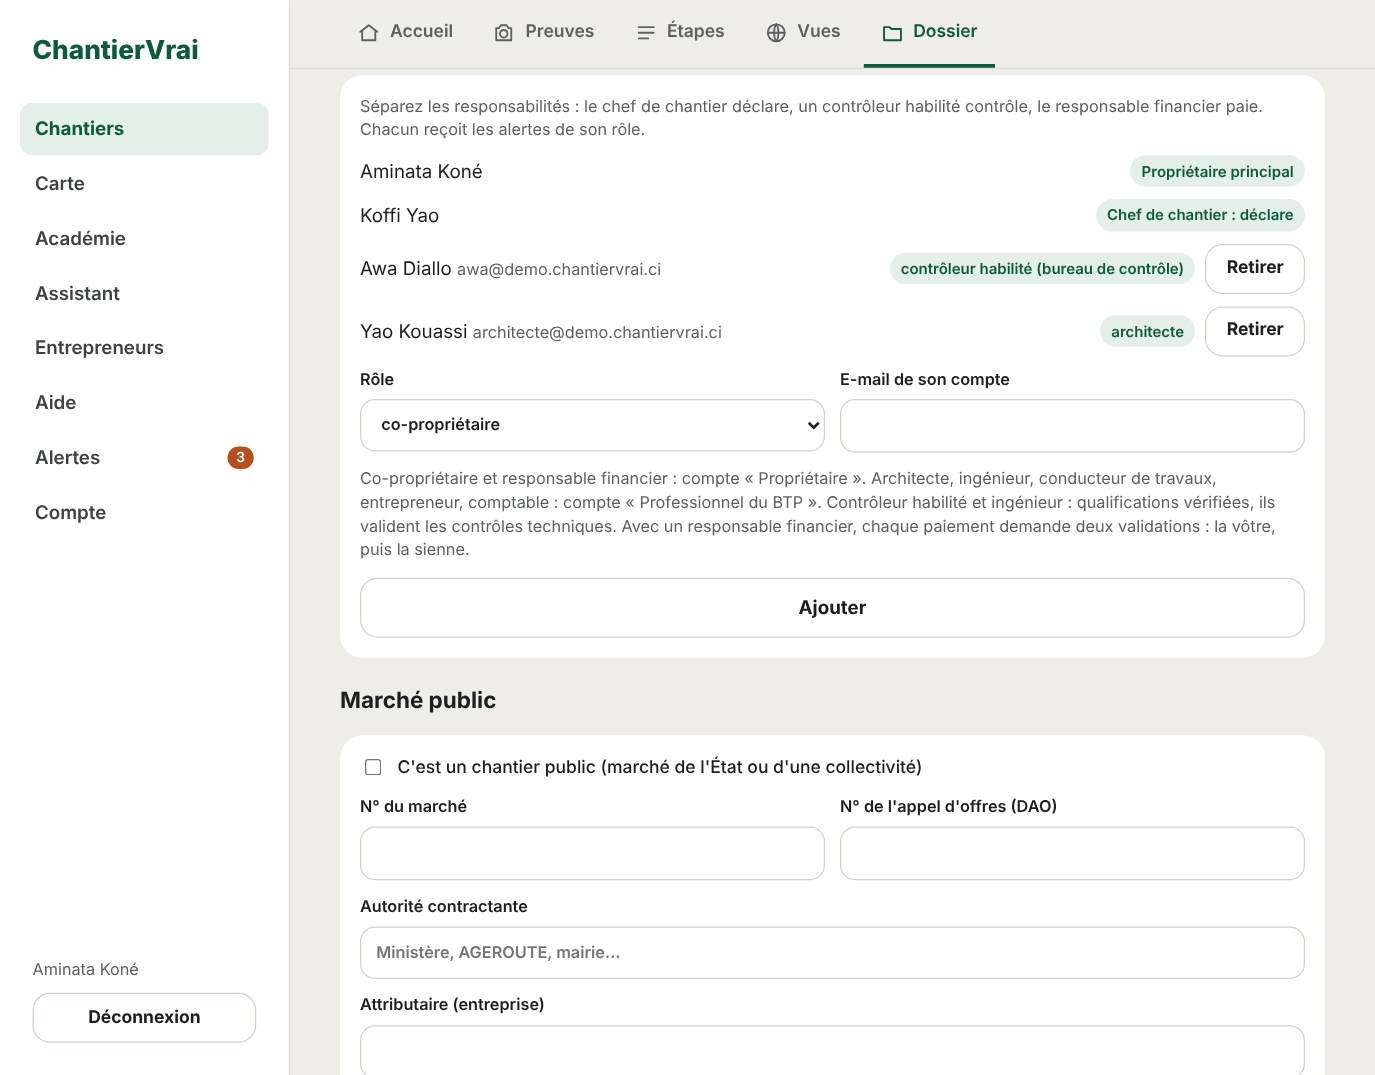 ChantierVrai
Chantiers
Carte
Académie
Assistant
Entrepreneurs
Aide
Alertes 3
Compte
Aminata Koné
Déconnexion
Accueil Preuves Étapes Vues Dossier
Séparez les responsabilités : le chef de chantier déclare, un contrôleur habilité contrôle, le responsable financier paie.
Chacun reçoit les alertes de son rôle.
Aminata Koné Propriétaire principal
Koffi Yao Chef de chantier : déclare
Awa Diallo awa@demo.chantiervrai.ci contrôleur habilité (bureau de contrôle) Retirer
Yao Kouassi architecte@demo.chantiervrai.ci architecte Retirer
Rôle E-mail de son compte
co-propriétaire
Co-propriétaire et responsable financier : compte « Propriétaire ». Architecte, ingénieur, conducteur de travaux,
entrepreneur, comptable : compte « Professionnel du BTP ». Contrôleur habilité et ingénieur : qualifications vérifiées, ils
valident les contrôles techniques. Avec un responsable financier, chaque paiement demande deux validations : la vôtre,
puis la sienne.
Ajouter
Marché public
C'est un chantier public (marché de l'État ou d'une collectivité)
N° du marché N° de l'appel d'offres (DAO)
Autorité contractante
Ministère, AGEROUTE, mairie...
Attributaire (entreprise)